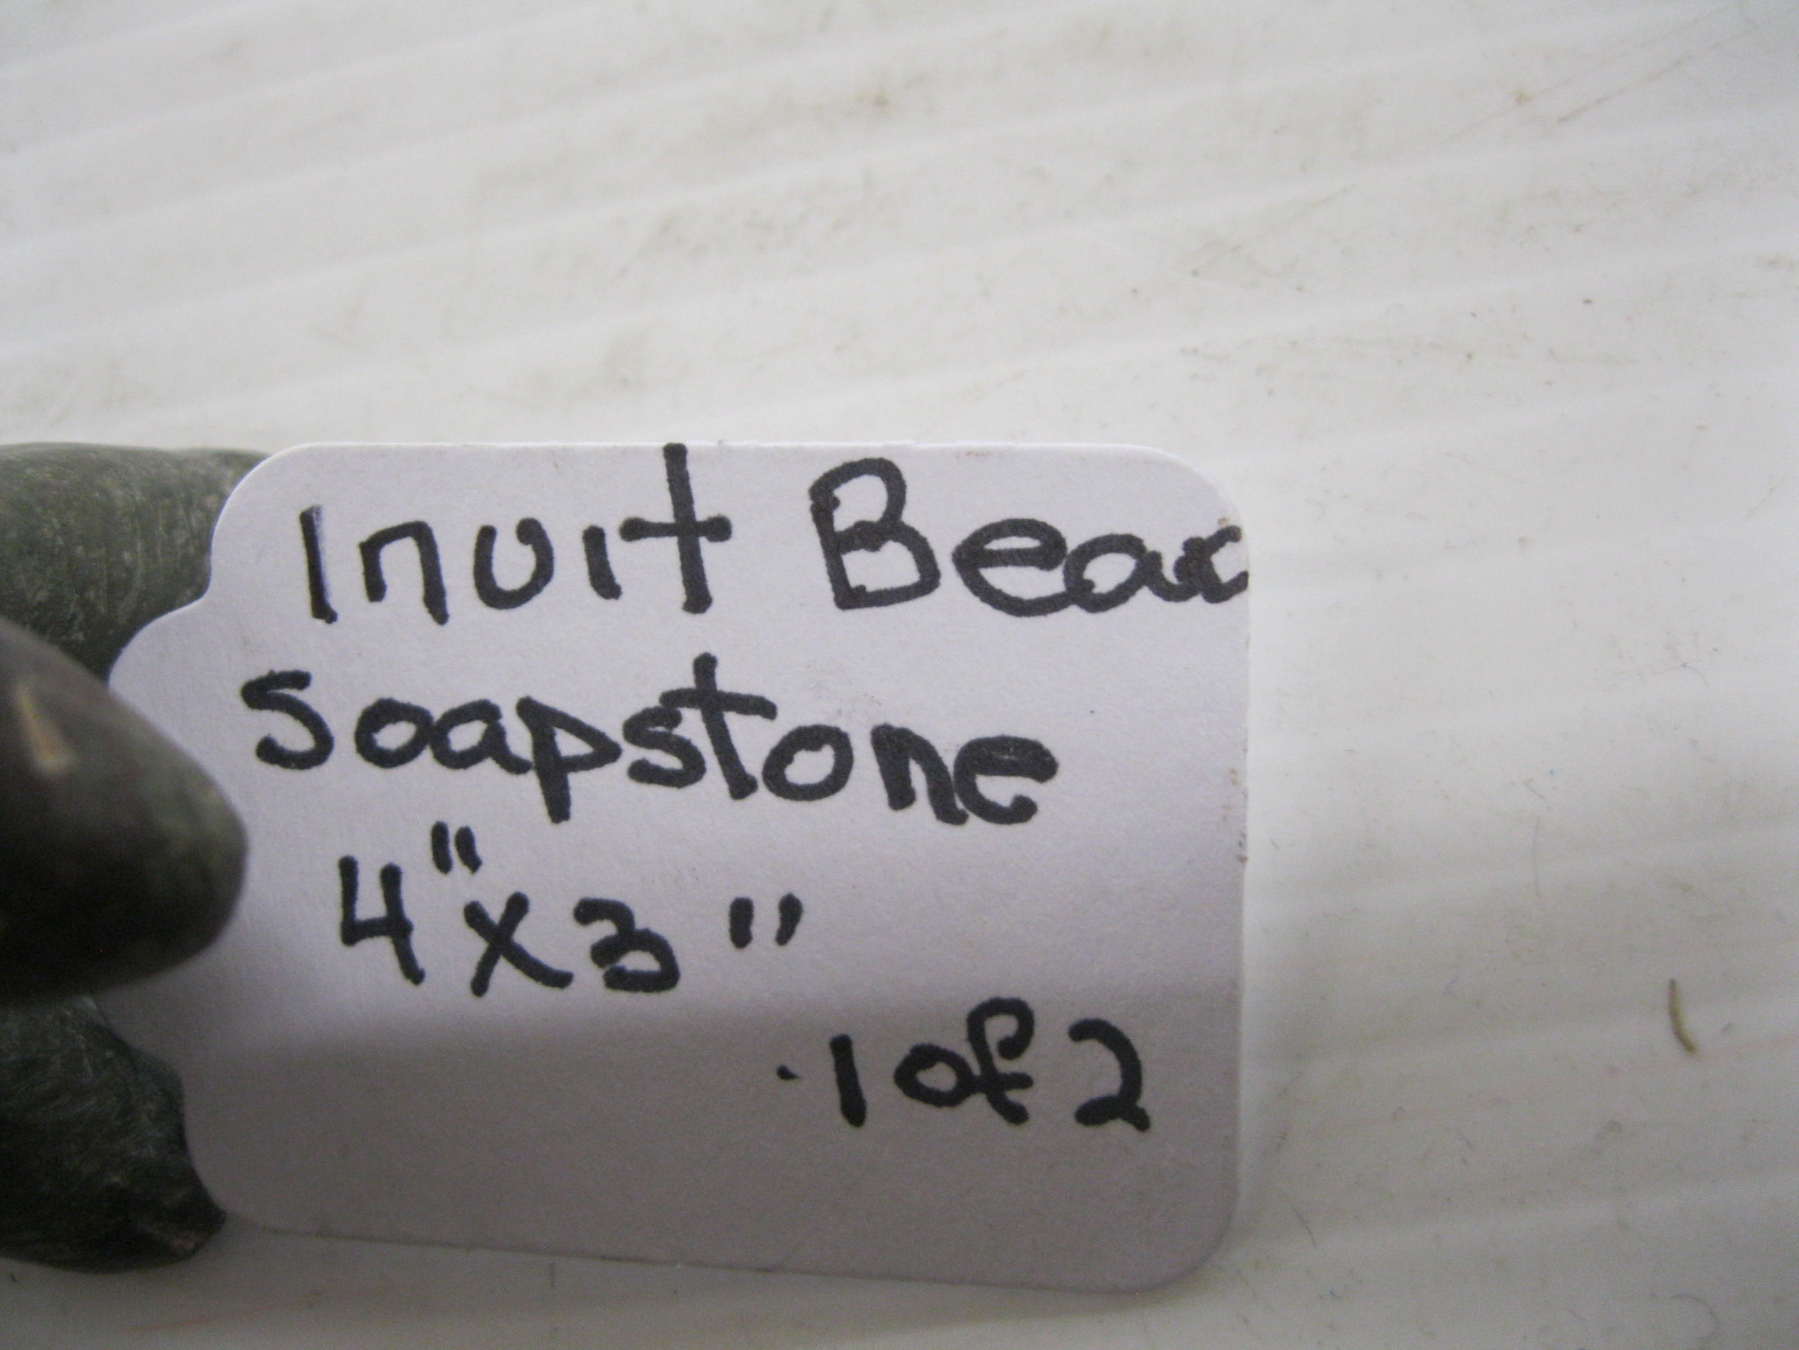 Inuit Bear
Soapstone
4"x3"
1 of 2